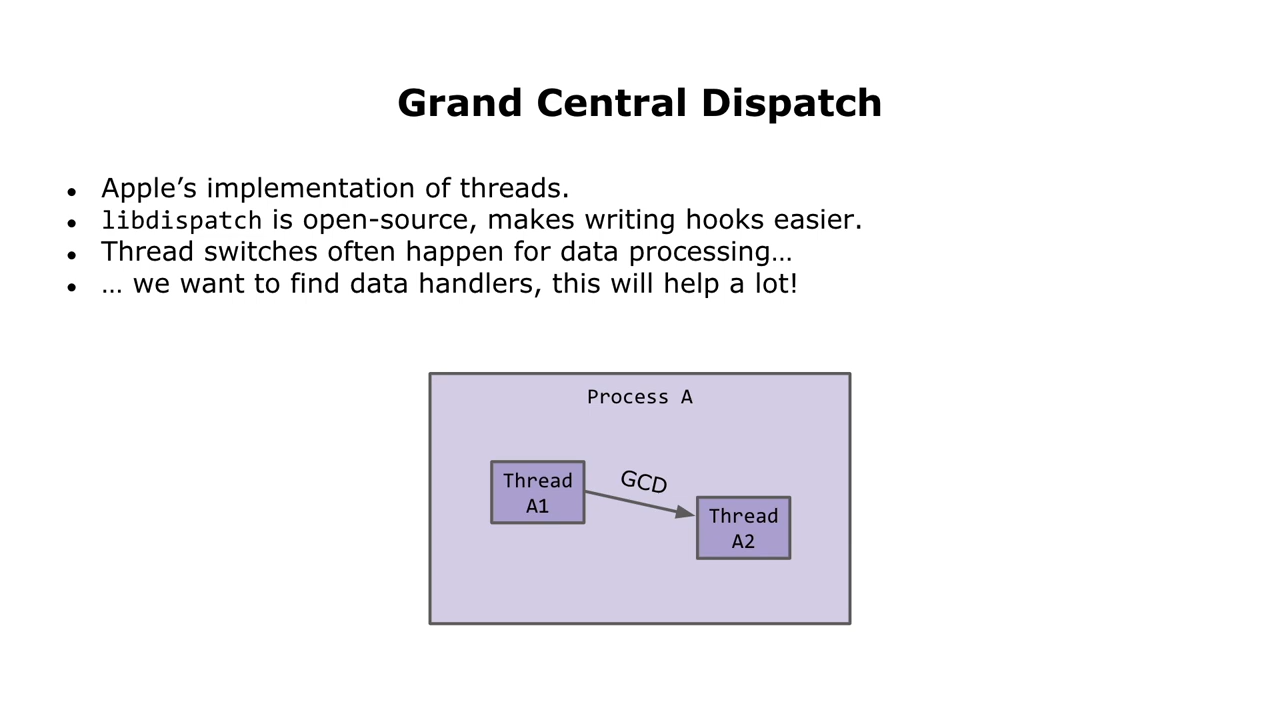 Grand Central Dispatch
● Apple’s implementation of threads.
● libdispatch is open-source, makes writing hooks easier.
● Thread switches often happen for data processing…
● … we want to find data handlers, this will help a lot!
Process A
Thread
A1
GCD
Thread
A2